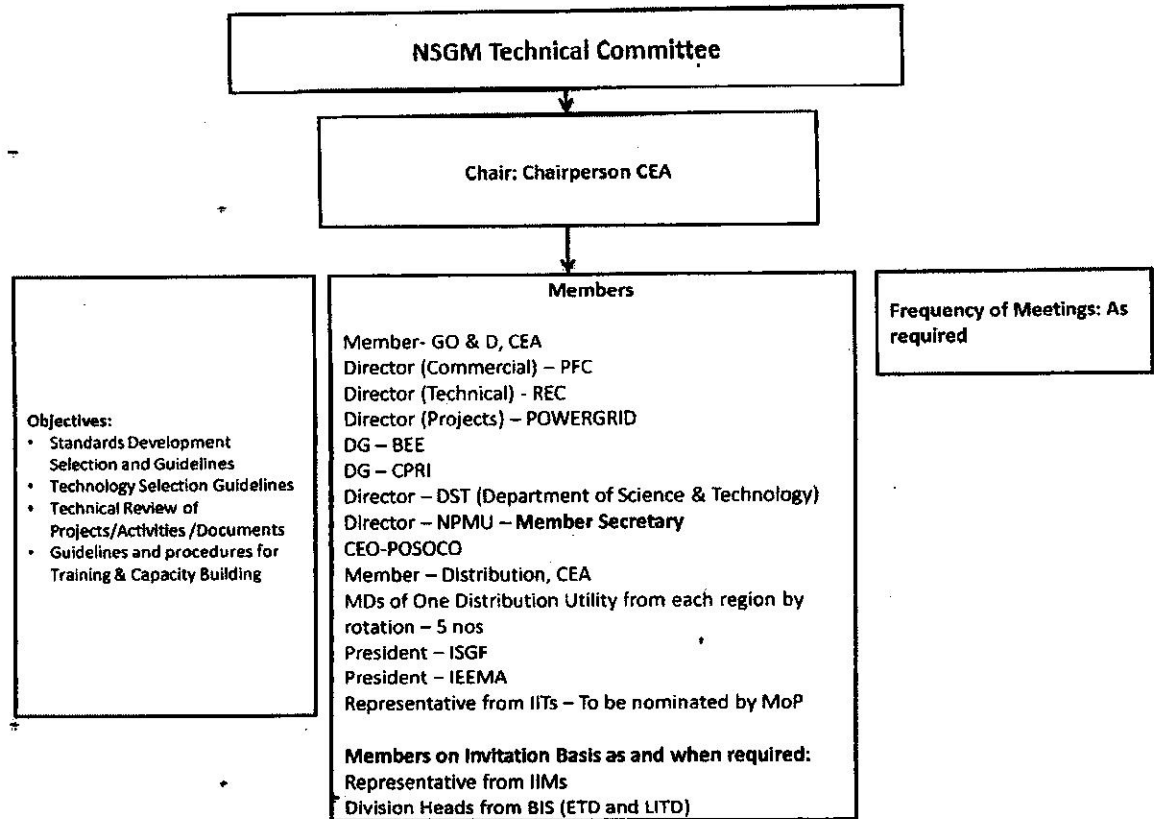 NSGM Technical Committee
Chair: Chairperson CEA
Objectives:
• Standards Development
Selection and Guidelines
• Technology Selection Guidelines
• Technical Review of
Projects/Activities /Documents
• Guidelines and procedures for
Training & Capacity Building
Members
Member- GO & D, CEA
Director (Commercial) – PFC
Director (Technical) - REC
Director (Projects) – POWERGRID
DG – BEE
DG – CPRI
Director – DST (Department of Science & Technology)
Director – NPMU – Member Secretary
CEO-POSOCO
Member – Distribution, CEA
MDs of One Distribution Utility from each region by
rotation – 5 nos
President – ISGF
President – IEEMA
Representative from IITs – To be nominated by MoP
Members on Invitation Basis as and when required:
Representative from IIMs
Division Heads from BIS (ETD and LITD)
Frequency of Meetings: As
required